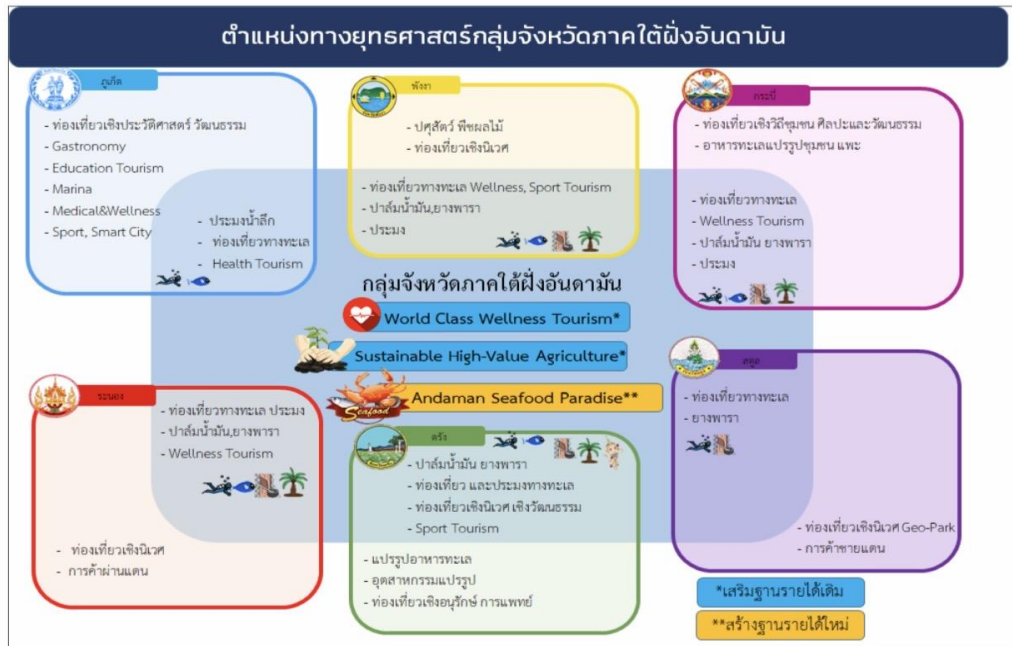 ตำแหน่งทางยุทธศาสตร์กลุ่มจังหวัดภาคใต้ฝั่งอันดามัน
ภูเก็ต
- ท่องเที่ยวเชิงประวัติศาสตร์ วัฒนธรรม
- Gastronomy
- Education Tourism
- Marina
- Medical&Wellness
- Sport, Smart City
- ประมงน้ำลึก
- ท่องเที่ยวทางทะเล
- Health Tourism
พังงา
- ปศุสัตว์ พืชผลไม้
- ท่องเที่ยวเชิงนิเวศ
- ท่องเที่ยวทางทะเล Wellness, Sport Tourism
- ปาล์มน้ำมัน,ยางพารา
- ประมง
กระบี่
- ท่องเที่ยวเชิงวิถีชุมชน ศิลปะและวัฒนธรรม
- อาหารทะเลแปรรูปชุมชน แพะ
- ท่องเที่ยวทางทะเล
- Wellness Tourism
- ปาล์มน้ำมัน ยางพารา
- ประมง
กลุ่มจังหวัดภาคใต้ฝั่งอันดามัน
World Class Wellness Tourism*
Sustainable High-Value Agriculture*
Seafood
Andaman Seafood Paradise**
ระนอง
- ท่องเที่ยวทางทะเล ประมง
- ปาล์มน้ำมัน,ยางพารา
- Wellness Tourism
- ท่องเที่ยวเชิงนิเวศ
- การค้าผ่านแดน
ตรัง
- ปาล์มน้ำมัน ยางพารา
- ท่องเที่ยว และประมงทางทะเล
- ท่องเที่ยวเชิงนิเวศ เชิงวัฒนธรรม
- Sport Tourism
- แปรรูปอาหารทะเล
- อุตสาหกรรมแปรรูป
- ท่องเที่ยวเชิงอนุรักษ์ การแพทย์
สตูล
- ท่องเที่ยวทางทะเล
- ยางพารา
- ท่องเที่ยวเชิงนิเวศ Geo-Park
- การค้าชายแดน
*เสริมฐานรายได้เดิม
**สร้างฐานรายได้ใหม่